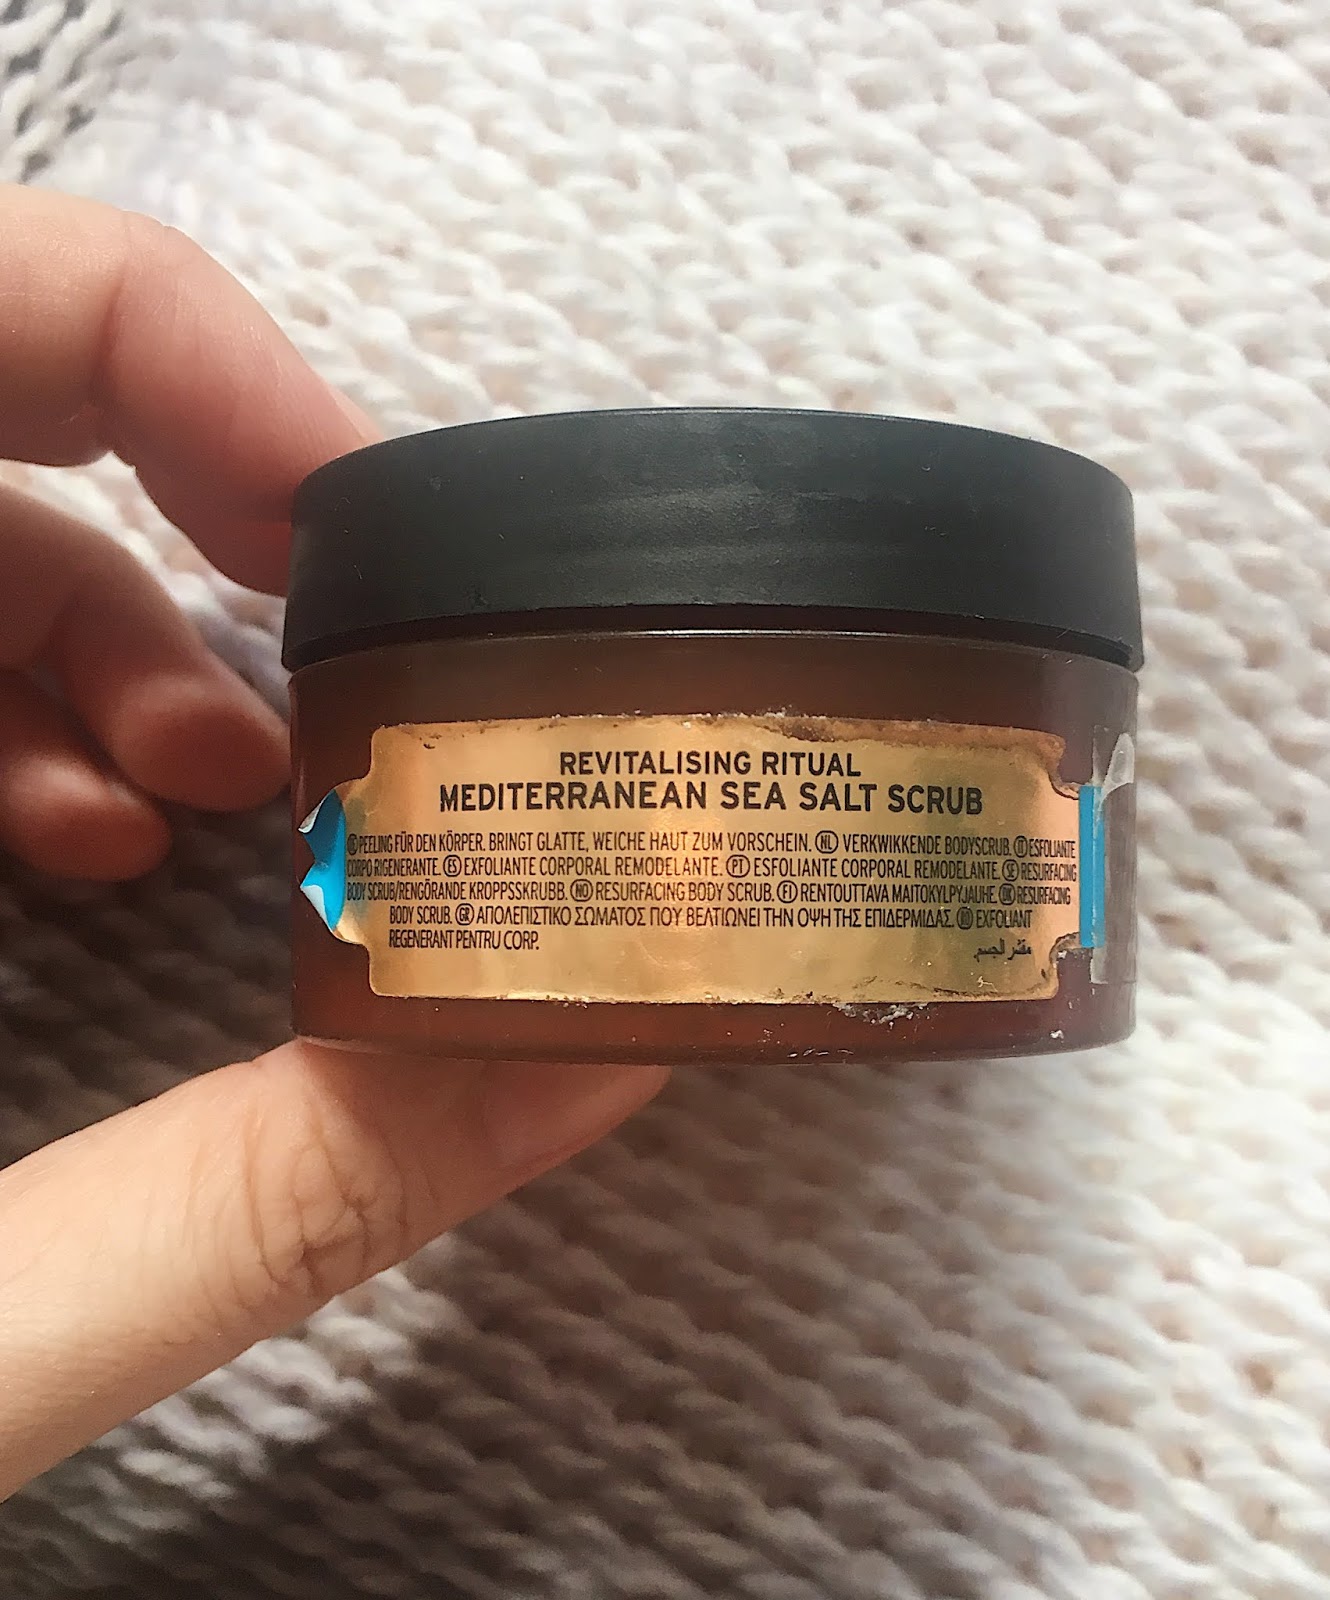 REVITALISING RITUAL
MEDITERRANEAN SEA SALT SCRUB
PEELING FÜR DEN KÖRPER. BRINGT GLATTE, WEICHE HAUT ZUM VORSCHEIN. NL VERKWIKKENDE BODYSCRUB. IT ESFOLIANTE
CORPO RIGENERANTE. ES EXFOLIANTE CORPORAL REMODELANTE. PT ESFOLIANTE CORPORAL REMODELANTE. SE RESURFACING
BODY SCRUB/RENGÖRANDE KROPPSSKRUBB. NO RESURFACING BODY SCRUB. FI RENTOUTTAVA MAITOKYLPYJAUHE. DK RESURFACING
BODY SCRUB. GR ΑΠΟΛΕΠΙΣΤΙΚΟ ΣΩΜΑΤΟΣ ΠΟΥ ΒΕΛΤΙΩΝΕΙ ΤΗΝ ΟΨΗ ΤΗΣ ΕΠΙΔΕΡΜΙΔΑΣ. RO EXFOLIANT
REGENERANT PENTRU CORP.
مقشر الجسم.